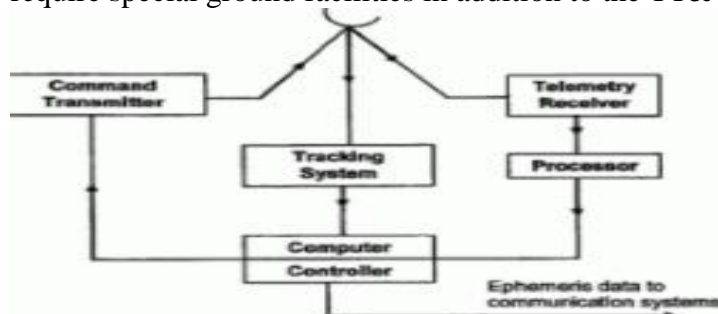 require special ground facilities in addition to the
Command
Transmitter
Telemetry
Receiver
Tracking
System
Processor
Computer
Controller
Ephemeris data to
communication systems